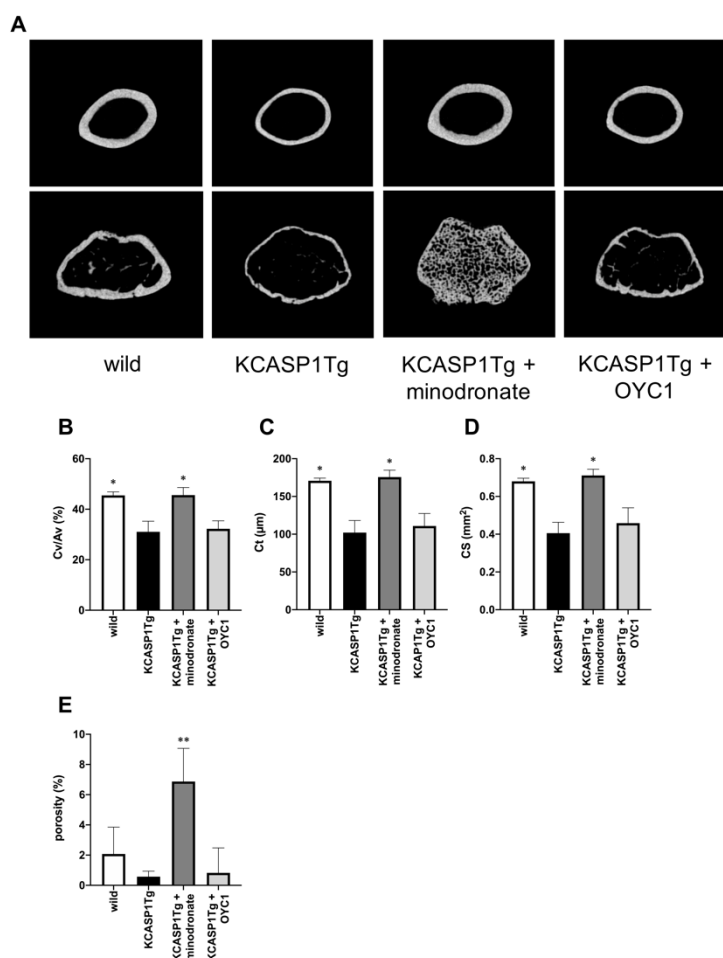 A
wild
KCASP1Tg
KCASP1Tg +
minodronate
KCASP1Tg +
OYC1
B
Cv/Av (%)
60
40
20
0
*
*
wild
KCASP1Tg
KCASP1Tg +
minodronate
KCASP1Tg +
OYC1
C
Ct (μm)
200
150
100
50
0
*
*
wild
KCASP1Tg
KCASP1Tg +
minodronate
KCAP1Tg +
OYC1
D
CS (mm²)
0.8
0.6
0.4
0.2
0.0
*
*
wild
KCASP1Tg
KCASP1Tg +
minodronate
KCASP1Tg +
OYC1
E
porosity (%)
10
8
6
4
2
0
**
wild
KCASP1Tg
KCASP1Tg +
minodronate
KCASP1Tg +
OYC1